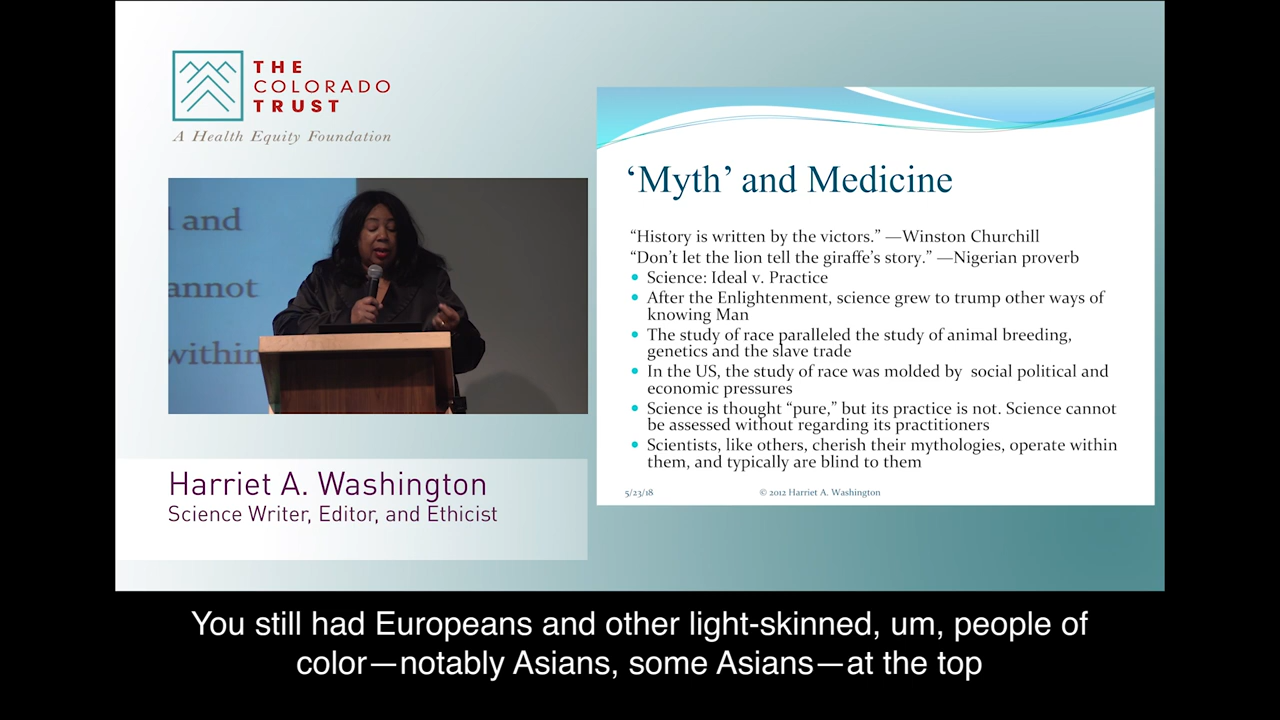 THE
COLORADO
TRUST
A Health Equity Foundation
l and
annot
within
Harriet A. Washington
Science Writer, Editor, and Ethicist
‘Myth’ and Medicine
“History is written by the victors.” —Winston Churchill
“Don’t let the lion tell the giraffe’s story.” —Nigerian proverb
Science: Ideal v. Practice
After the Enlightenment, science grew to trump other ways of
knowing Man
The study of race paralleled the study of animal breeding,
genetics and the slave trade
In the US, the study of race was molded by social political and
economic pressures
Science is thought “pure,” but its practice is not. Science cannot
be assessed without regarding its practitioners
Scientists, like others, cherish their mythologies, operate within
them, and typically are blind to them
5/23/18
© 2012 Harriet A. Washington
You still had Europeans and other light-skinned, um, people of
color—notably Asians, some Asians—at the top